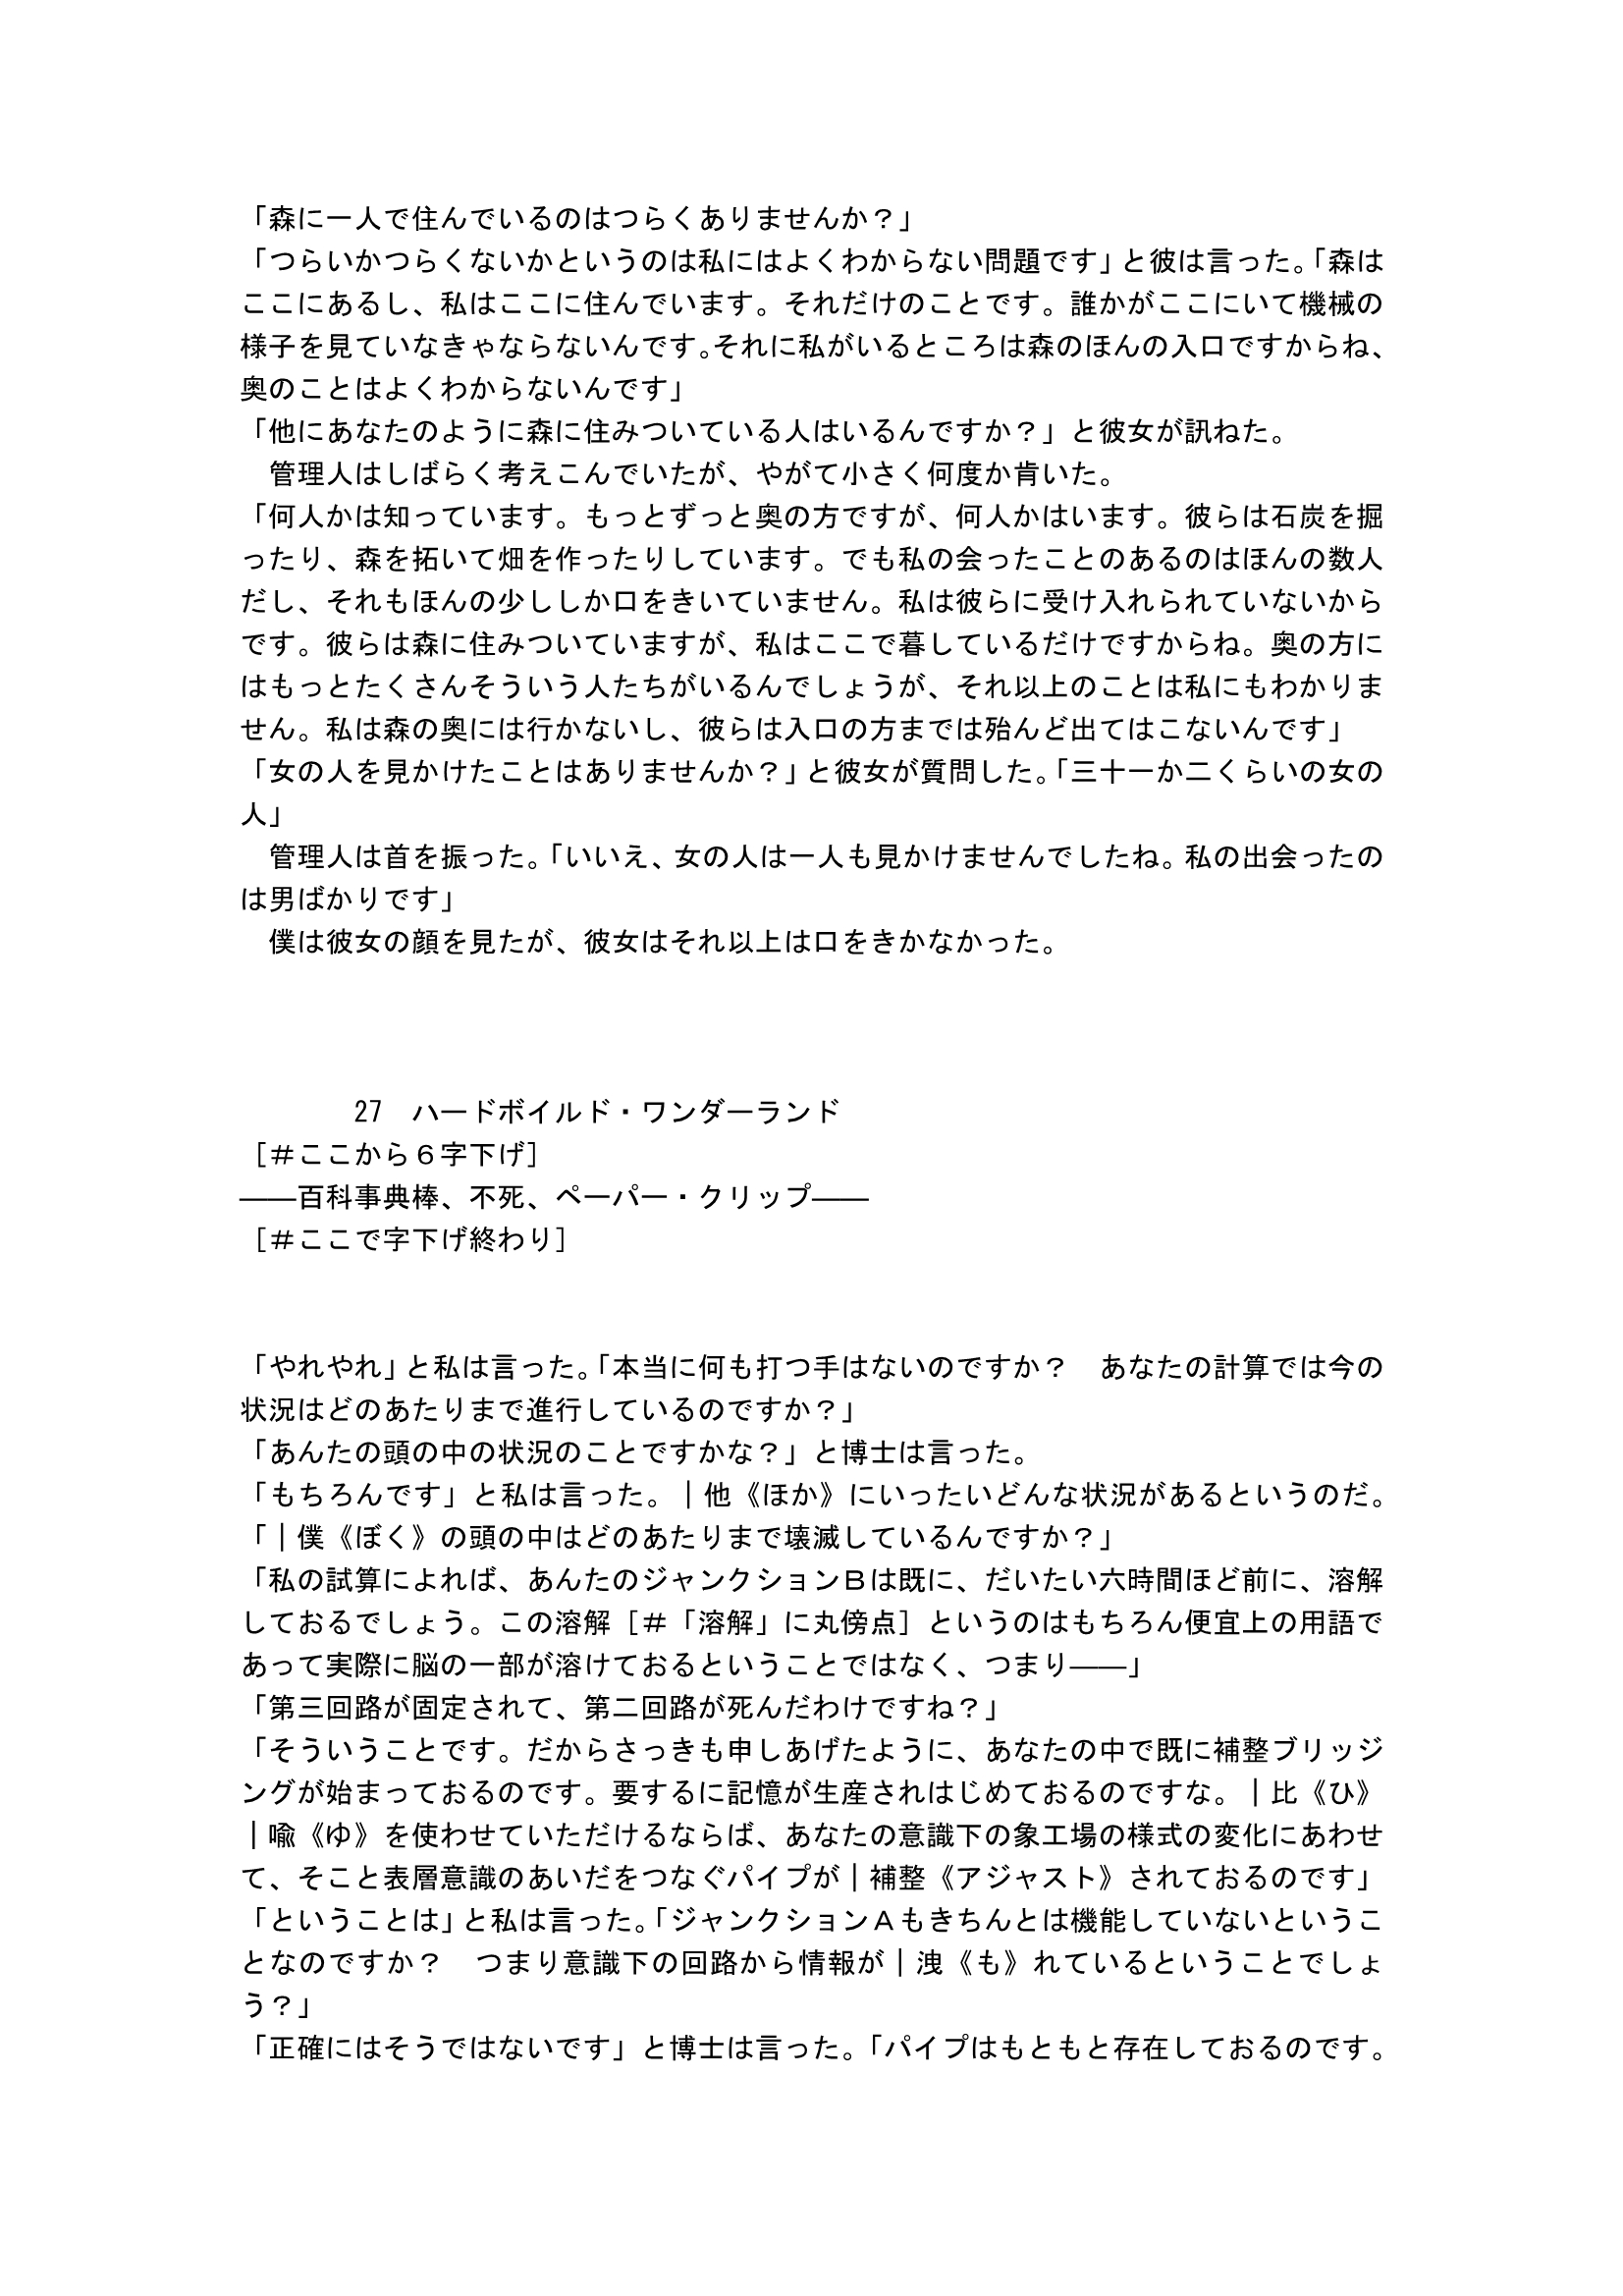 「森に一人で住んでいるのはつらくありませんか？」
「つらいかつらくないかというのは私にはよくわからない問題です」と彼は言った。「森は
ここにあるし、私はここに住んでいます。それだけのことです。誰かがここにいて機械の
様子を見ていなきゃならないんです。それに私がいるところは森のほんの入口ですからね、
奥のことはよくわからないんです」
「他にあなたのように森に住みついている人はいるんですか？」と彼女が訊ねた。
　管理人はしばらく考えこんでいたが、やがて小さく何度か肯いた。
「何人かは知っています。もっとずっと奥の方ですが、何人かはいます。彼らは石炭を掘
ったり、森を拓いて畑を作ったりしています。でも私の会ったことのあるのはほんの数人
だし、それもほんの少ししか口をきいていません。私は彼らに受け入れられていないから
です。彼らは森に住みついていますが、私はここで暮しているだけですからね。奥の方に
はもっとたくさんそういう人たちがいるんでしょうが、それ以上のことは私にもわかりま
せん。私は森の奥には行かないし、彼らは入口の方までは殆んど出てはこないんです」
「女の人を見かけたことはありませんか？」と彼女が質問した。「三十一か二くらいの女の
人」
　管理人は首を振った。「いいえ、女の人は一人も見かけませんでしたね。私の出会ったの
は男ばかりです」
　僕は彼女の顔を見たが、彼女はそれ以上は口をきかなかった。
27　ハードボイルド・ワンダーランド
［＃ここから６字下げ］
――百科事典棒、不死、ペーパー・クリップ――
［＃ここで字下げ終わり］
「やれやれ」と私は言った。「本当に何も打つ手はないのですか？　あなたの計算では今の
状況はどのあたりまで進行しているのですか？」
「あんたの頭の中の状況のことですかな？」と博士は言った。
「もちろんです」と私は言った。｜他《ほか》にいったいどんな状況があるというのだ。
「｜僕《ぼく》の頭の中はどのあたりまで壊滅しているんですか？」
「私の試算によれば、あんたのジャンクションＢは既に、だいたい六時間ほど前に、溶解
しておるでしょう。この溶解［＃「溶解」に丸傍点］というのはもちろん便宜上の用語で
あって実際に脳の一部が溶けておるということではなく、つまり――」
「第三回路が固定されて、第二回路が死んだわけですね？」
「そういうことです。だからさっきも申しあげたように、あなたの中で既に補整ブリッジ
ングが始まっておるのです。要するに記憶が生産されはじめておるのですな。｜比《ひ》
｜喩《ゆ》を使わせていただけるならば、あなたの意識下の象工場の様式の変化にあわせ
て、そこと表層意識のあいだをつなぐパイプが｜補整《アジャスト》されておるのです」
「ということは」と私は言った。「ジャンクションＡもきちんとは機能していないというこ
となのですか？　つまり意識下の回路から情報が｜洩《も》れているということでしょ
う？」
「正確にはそうではないです」と博士は言った。「パイプはもともと存在しておるのです。